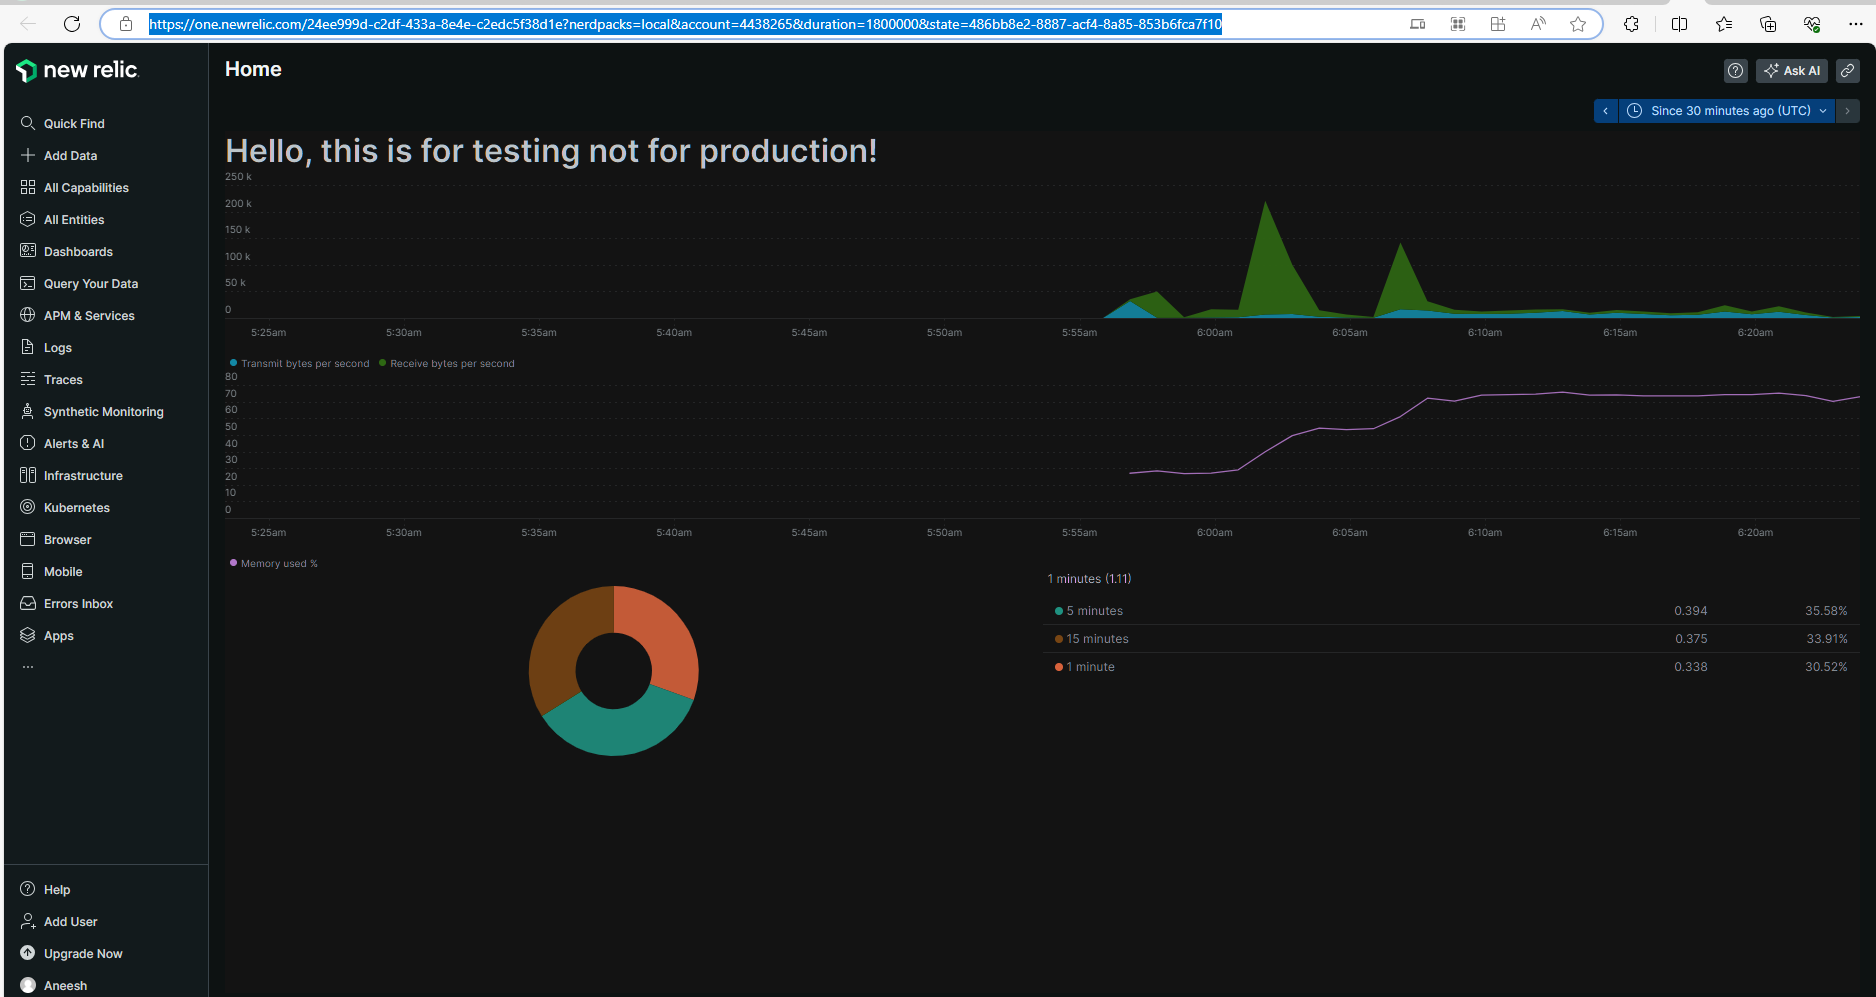 https://one.newrelic.com/24ee999d-c2df-433a-8e4e-c2edc5f38d1e?nerdpacks=local&account=4438265&duration=1800000&state=486bb8e2-8887-acf4-8a85-853b6fca7f10
new relic
Home
Ask AI
Since 30 minutes ago (UTC)
Quick Find
Add Data
All Capabilities
All Entities
Dashboards
Query Your Data
APM & Services
Logs
Traces
Synthetic Monitoring
Alerts & AI
Infrastructure
Kubernetes
Browser
Mobile
Errors Inbox
Apps
...
Help
Add User
Upgrade Now
Aneesh
Hello, this is for testing not for production!
250 k
200 k
150 k
100 k
50 k
0
5:25am 5:30am 5:35am 5:40am 5:45am 5:50am 5:55am 6:00am 6:05am 6:10am 6:15am 6:20am
Transmit bytes per second Receive bytes per second
80
70
60
50
40
30
20
10
0
5:25am 5:30am 5:35am 5:40am 5:45am 5:50am 5:55am 6:00am 6:05am 6:10am 6:15am 6:20am
Memory used %
1 minutes (1.11)
5 minutes 0.394 35.58%
15 minutes 0.375 33.91%
1 minute 0.338 30.52%